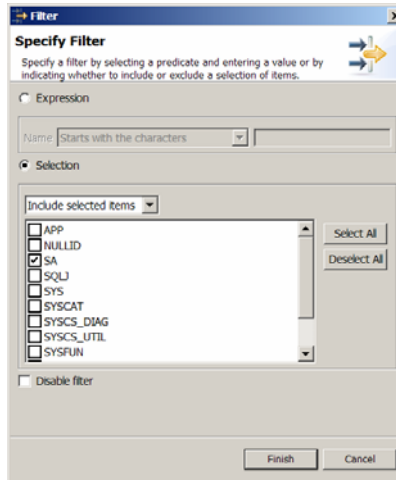 Filter
Specify Filter
Specify a filter by selecting a predicate and entering a value or by
indicating whether to include or exclude a selection of items.
Expression
Name Starts with the characters
Selection
Include selected items
APP
NULLID
SA
SQLJ
SYS
SYSCAT
SYSCS_DIAG
SYSCS_UTIL
SYSFUN
Select All
Deselect All
Disable filter
Finish
Cancel